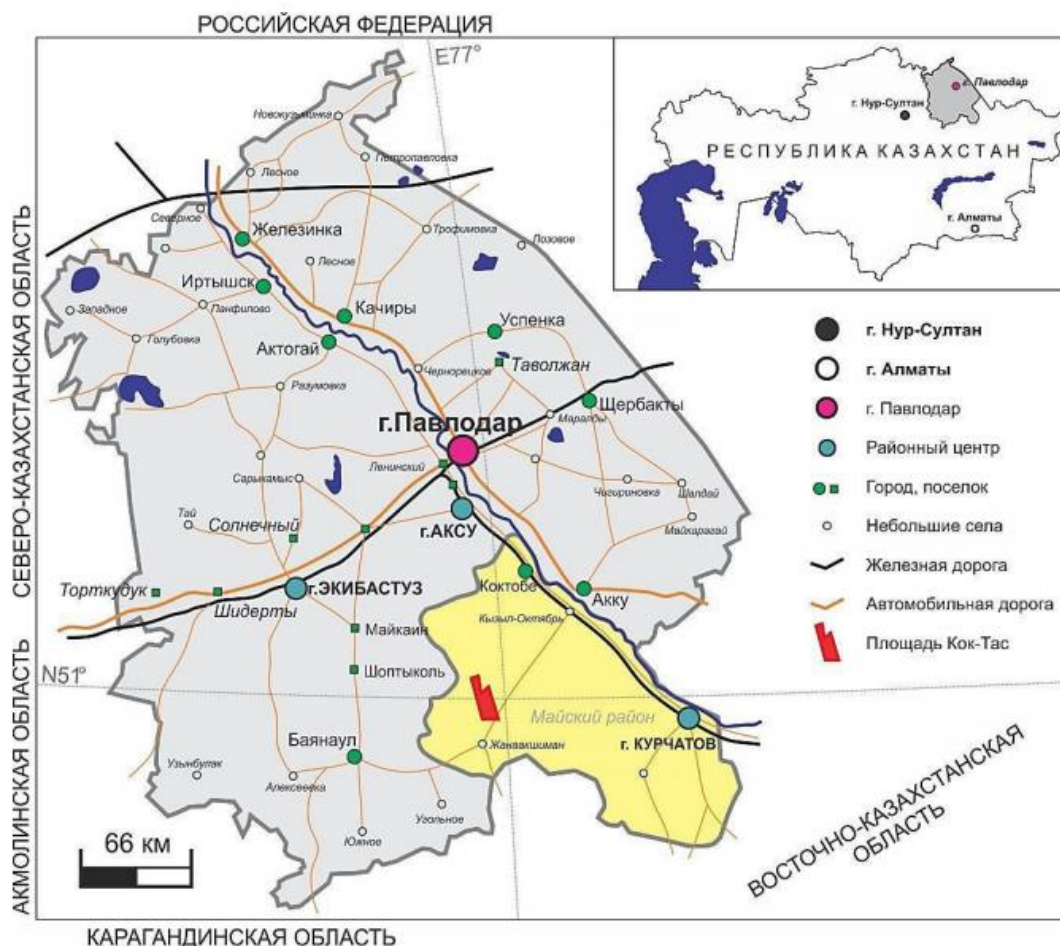 РОССИЙСКАЯ ФЕДЕРАЦИЯ
E77°
Новокузьминка
Петропавловка
Лесное
Северное
Железинка
Трофимовка
Лозовое
Лесное
Иртышск
Панфилово
Западное
Качиры
Успенка
Голубовка
Актогай
Таволжан
Чернорецкое
Разумовка
Щербакты
Маралды
г.Павлодар
Ленинский
Сарыкамыс
Чигириновка
Шалдай
Тай
Солнечный
Майкарагай
г.АКСУ
Торткудук
г.ЭКИБАСТУЗ
Коктобе
Акку
Шидерты
Кызыл-Октябрь
Майкаин
Шоптыколь
N51°
Майский район
Баянаул
Жанаакшиман
г. КУРЧАТОВ
Узынбулак
Алексеевка
Угольное
Южное
66 км
СЕВЕРО-КАЗАХСТАНСКАЯ ОБЛАСТЬ
АКМОЛИНСКАЯ ОБЛАСТЬ
КАРАГАНДИНСКАЯ ОБЛАСТЬ
ВОСТОЧНО-КАЗАХСТАНСКАЯ
ОБЛАСТЬ
г. Павлодар
г. Нур-Султан
РЕСПУБЛИКА КАЗАХСТАН
г. Алматы
г. Нур-Султан
г. Алматы
г. Павлодар
Районный центр
Город, поселок
Небольшие села
Железная дорога
Автомобильная дорога
Площадь Кок-Тас